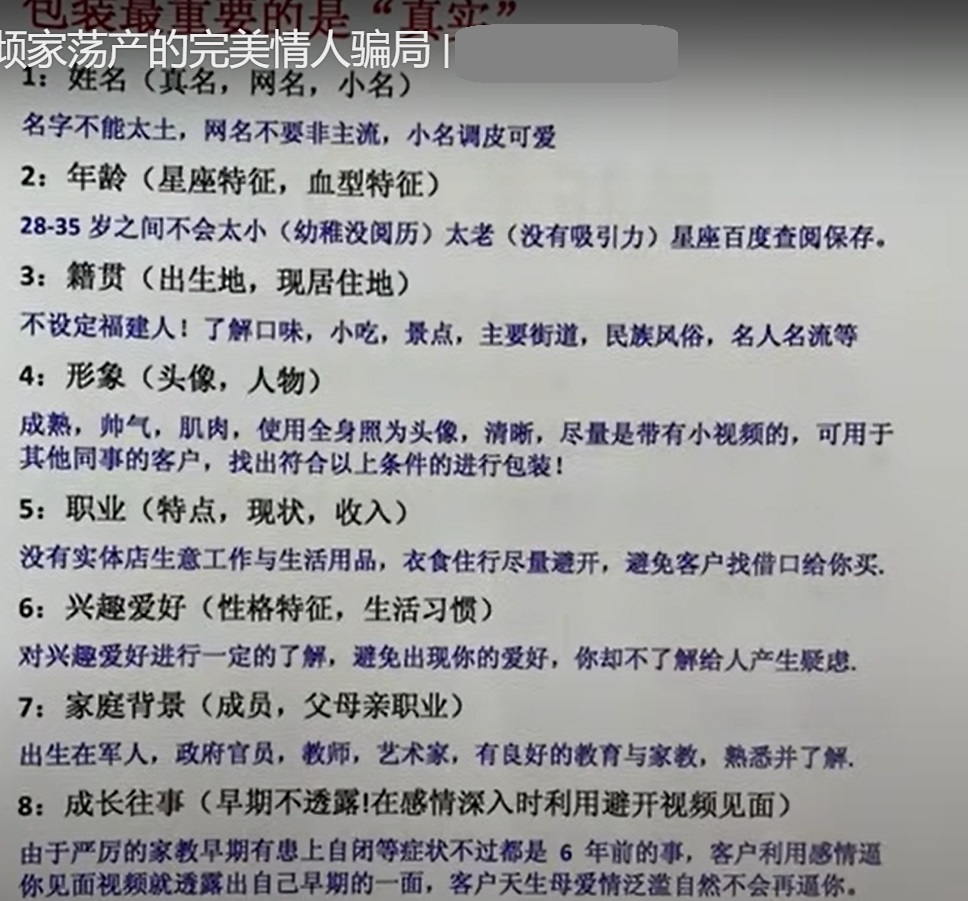 包装最重要的是“真实”
家荡产的完美情人骗局 |
1：姓名（真名，网名，小名）
名字不能太土，网名不要非主流，小名调皮可爱
2：年龄（星座特征，血型特征）
28-35 岁之间不会太小（幼稚没阅历）太老（没有吸引力）星座百度查阅保存。
3：籍贯（出生地，现居住地）
不设定福建人！了解口味，小吃，景点，主要街道，民族风俗，名人名流等
4：形象（头像，人物）
成熟，帅气，肌肉，使用全身照为头像，清晰，尽量是带有小视频的，可用于
其他同事的客户，找出符合以上条件的进行包装！
5：职业（特点，现状，收入）
没有实体店生意工作与生活用品，衣食住行尽量避开，避免客户找借口给你买.
6：兴趣爱好（性格特征，生活习惯）
对兴趣爱好进行一定的了解，避免出现你的爱好，你却不了解给人产生疑虑.
7：家庭背景（成员，父母亲职业）
出生在军人，政府官员，教师，艺术家，有良好的教育与家教，熟悉并了解.
8：成长往事（早期不透露!在感情深入时利用避开视频见面）
由于严厉的家教早期有患上自闭等症状不过都是 6 年前的事，客户利用感情逼
你见面视频就透露出自己早期的一面，客户天生母爱情泛滥自然不会再逼你。